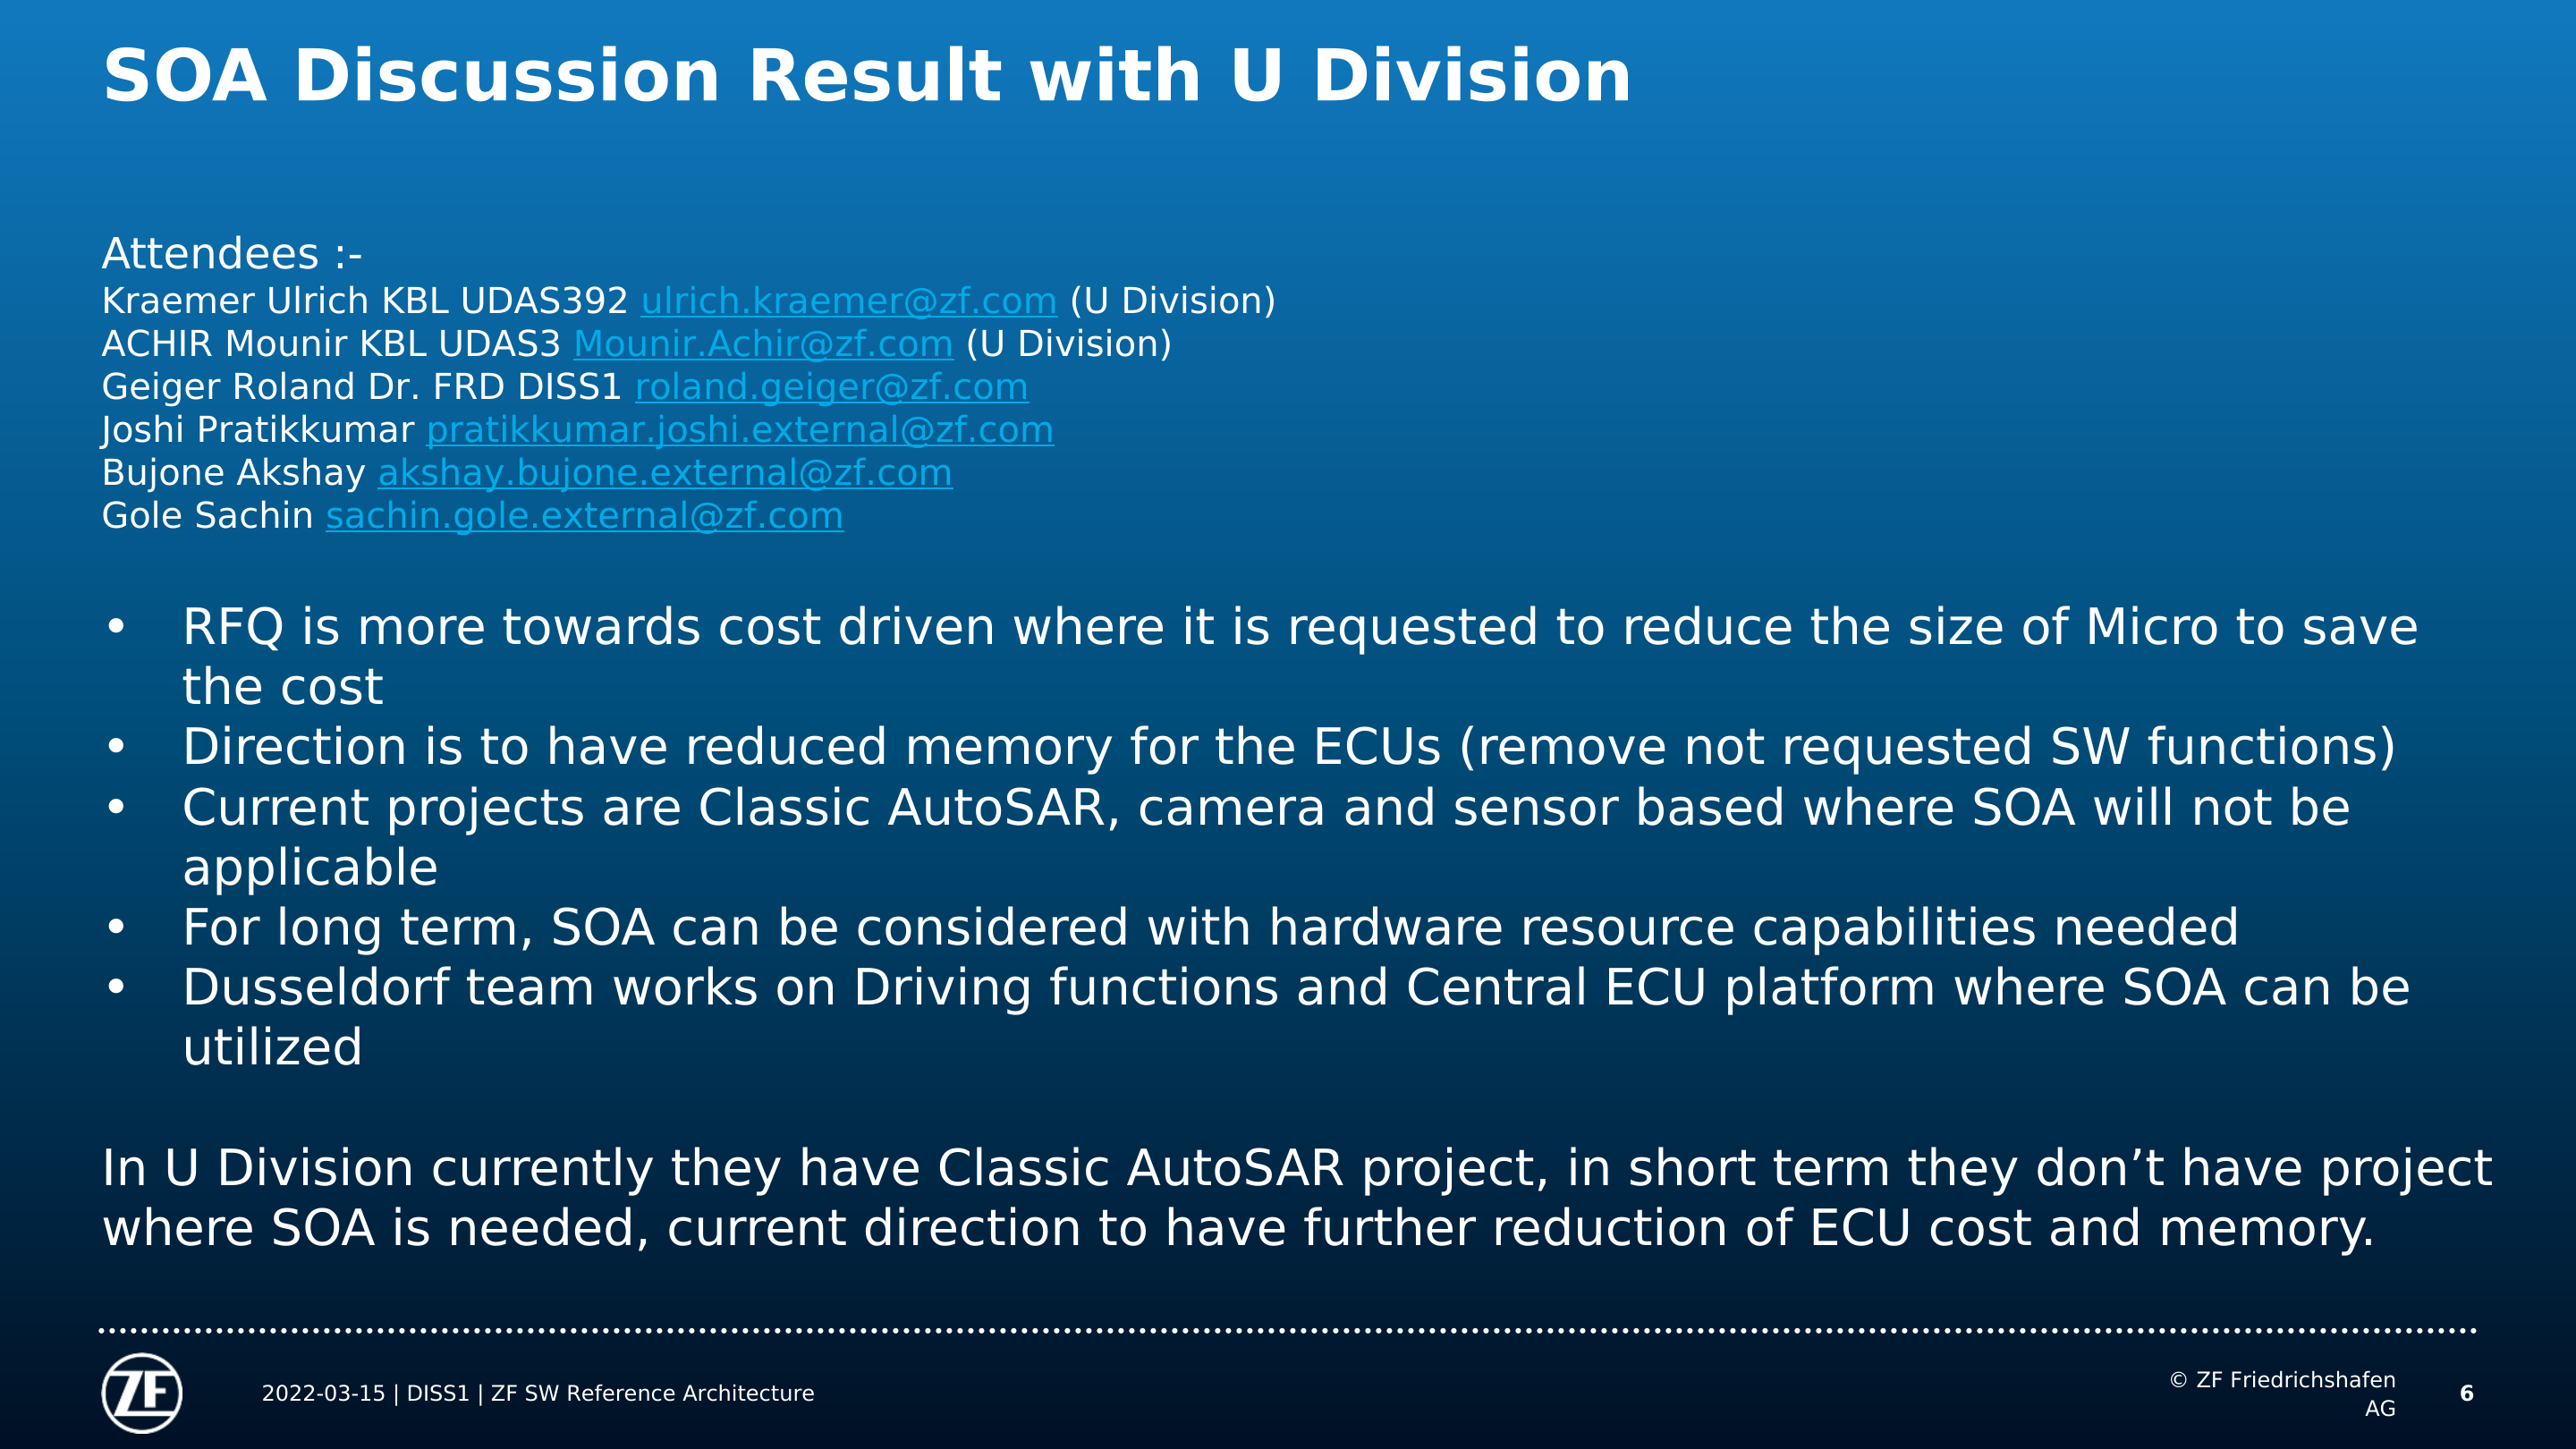 SOA Discussion Result with U Division
Attendees :-
Kraemer Ulrich KBL UDAS392 ulrich.kraemer@zf.com (U Division)
ACHIR Mounir KBL UDAS3 Mounir.Achir@zf.com (U Division)
Geiger Roland Dr. FRD DISS1 roland.geiger@zf.com
Joshi Pratikkumar pratikkumar.joshi.external@zf.com
Bujone Akshay akshay.bujone.external@zf.com
Gole Sachin sachin.gole.external@zf.com
• RFQ is more towards cost driven where it is requested to reduce the size of Micro to save
the cost
• Direction is to have reduced memory for the ECUs (remove not requested SW functions)
• Current projects are Classic AutoSAR, camera and sensor based where SOA will not be
applicable
• For long term, SOA can be considered with hardware resource capabilities needed
• Dusseldorf team works on Driving functions and Central ECU platform where SOA can be
utilized
In U Division currently they have Classic AutoSAR project, in short term they don’t have project
where SOA is needed, current direction to have further reduction of ECU cost and memory.
ZF
2022-03-15 | DISS1 | ZF SW Reference Architecture
© ZF Friedrichshafen
AG
6